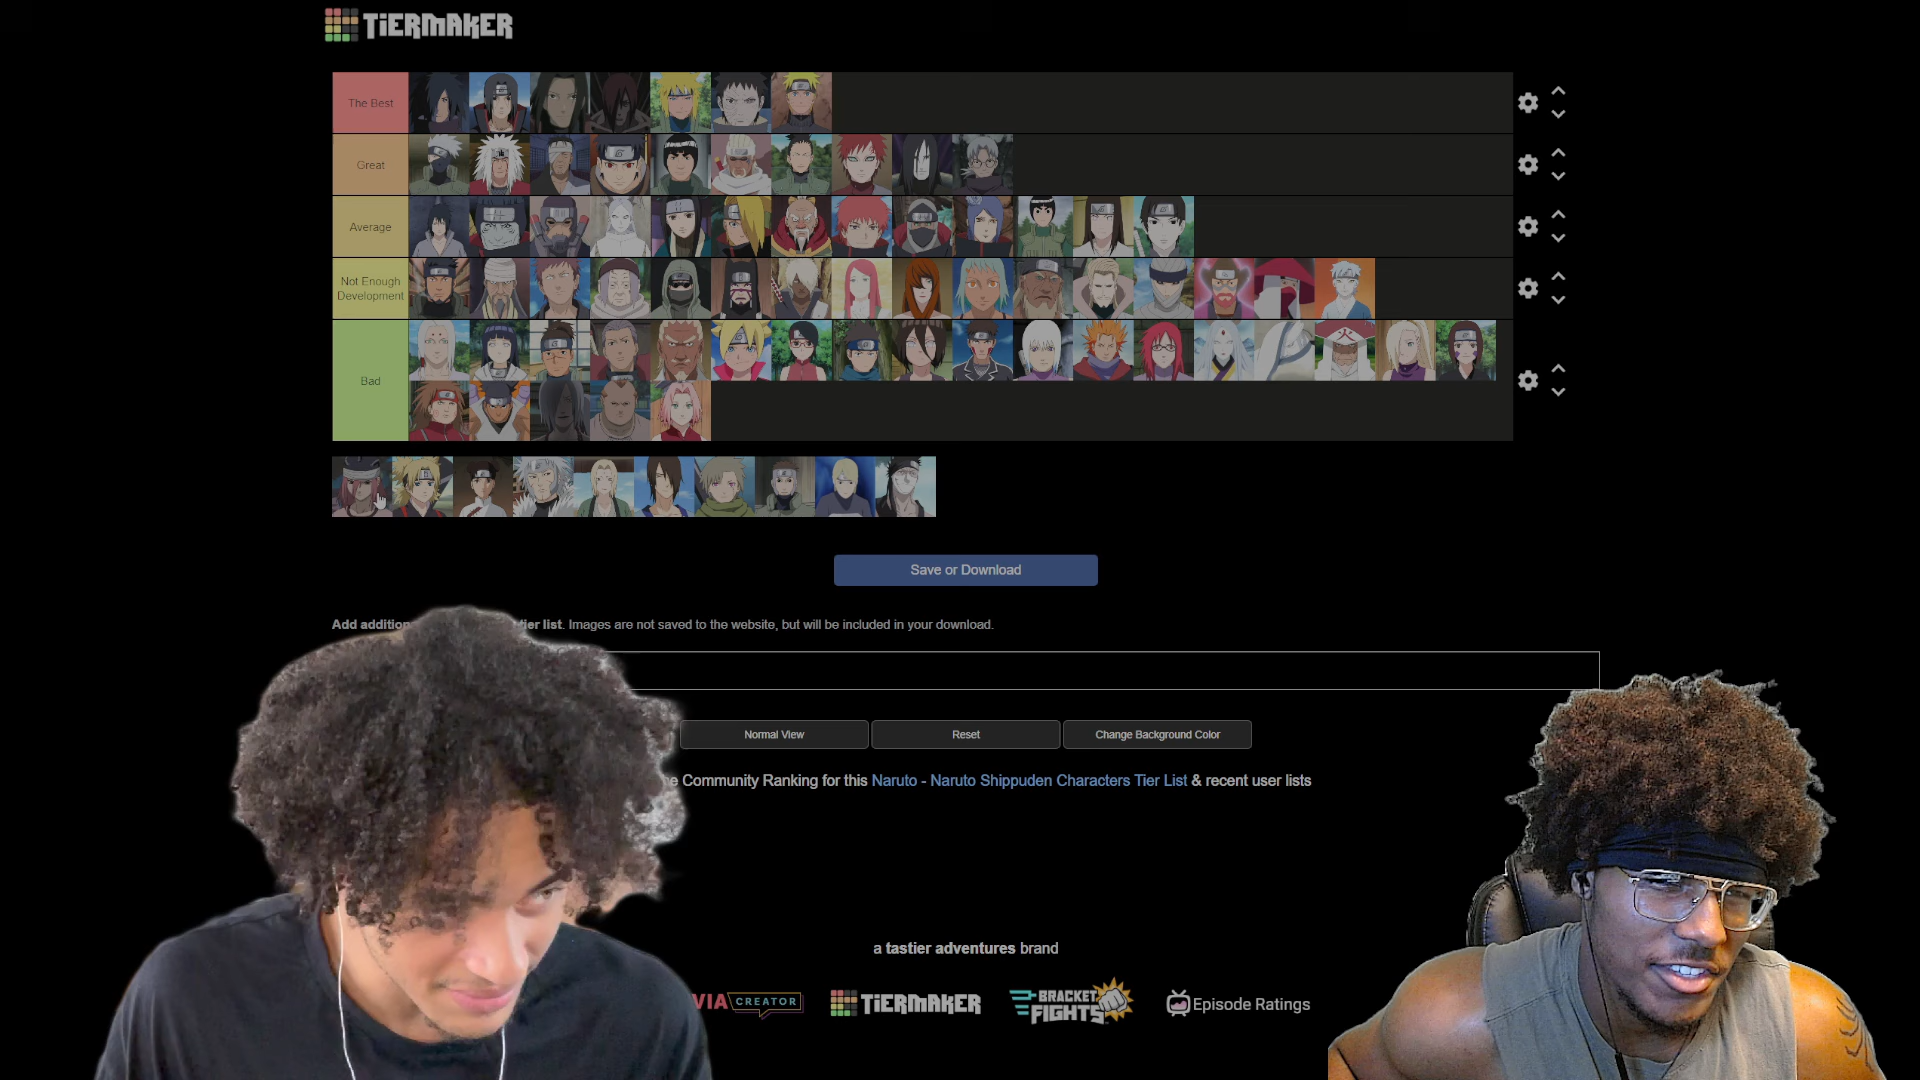 TiERMAKER
The Best
Great
Average
Not Enough
Development
Bad
Save or Download
Add addition
tier list. Images are not saved to the website, but will be included in your download.
Normal View
Reset
Change Background Color
e Community Ranking for this Naruto - Naruto Shippuden Characters Tier List & recent user lists
a tastier adventures brand
VIA CREATOR
TiERMAKER
BRACKET
FIGHTS
Episode Ratings